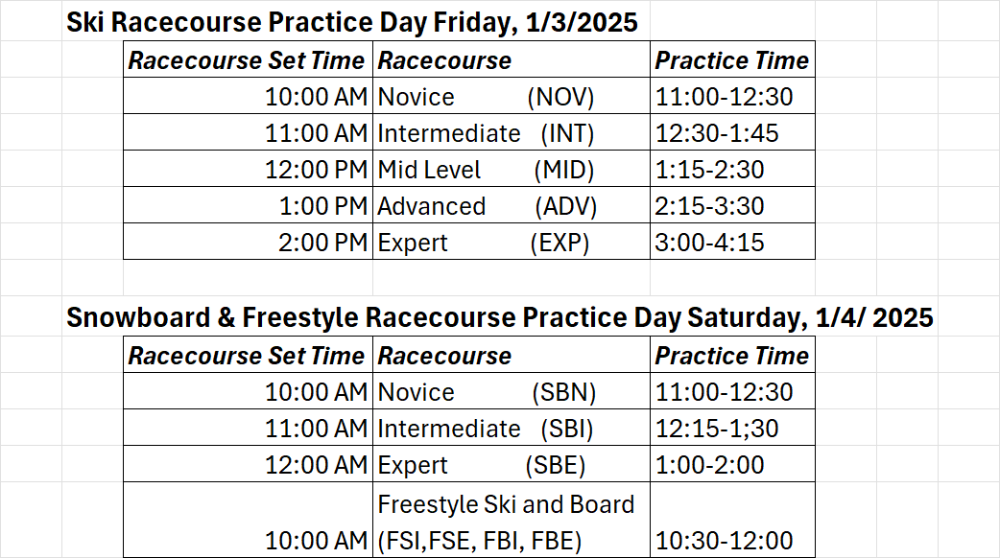 Ski Racecourse Practice Day Friday, 1/3/2025
Racecourse Set Time Racecourse Practice Time
10:00 AM Novice (NOV) 11:00-12:30
11:00 AM Intermediate (INT) 12:30-1:45
12:00 PM Mid Level (MID) 1:15-2:30
1:00 PM Advanced (ADV) 2:15-3:30
2:00 PM Expert (EXP) 3:00-4:15
Snowboard & Freestyle Racecourse Practice Day Saturday, 1/4/ 2025
Racecourse Set Time Racecourse Practice Time
10:00 AM Novice (SBN) 11:00-12:30
11:00 AM Intermediate (SBI) 12:15-1;30
12:00 AM Expert (SBE) 1:00-2:00
Freestyle Ski and Board
10:00 AM (FSI,FSE, FBI, FBE) 10:30-12:00